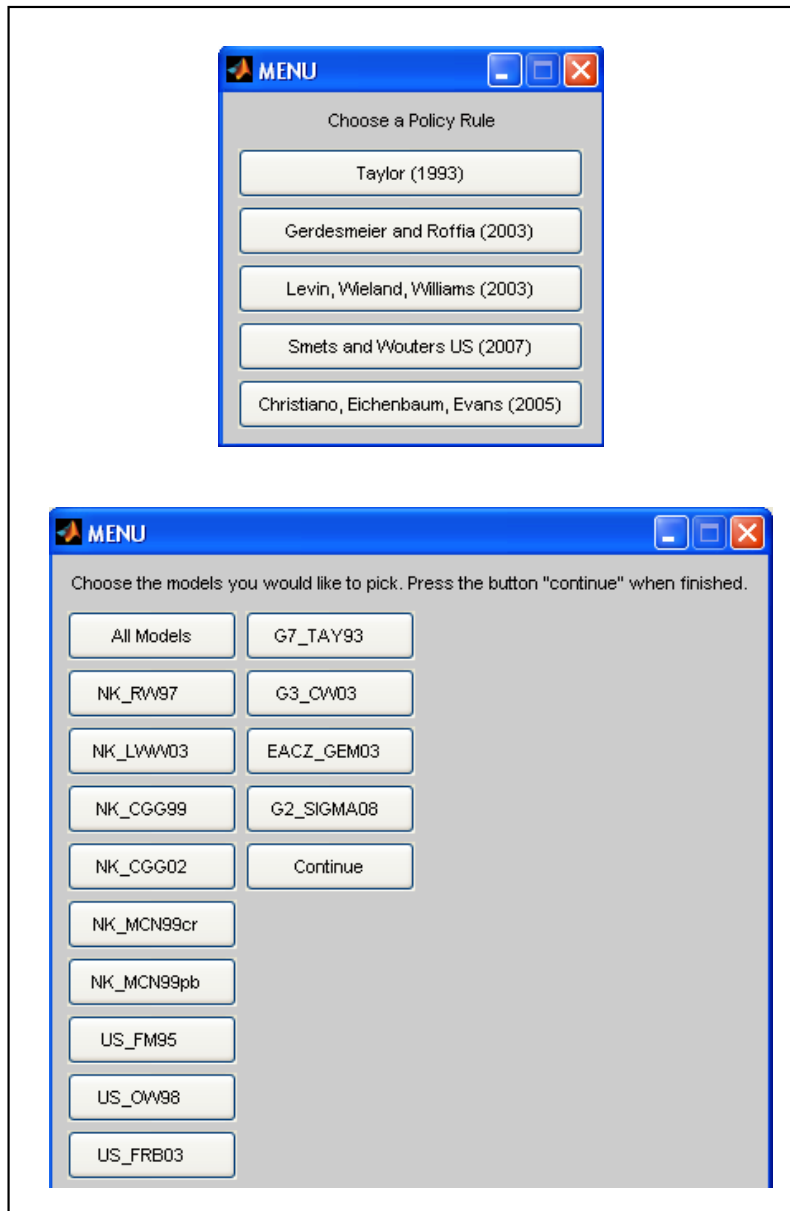 MENU
Choose a Policy Rule
Taylor (1993)
Gerdesmeier and Roffia (2003)
Levin, Wieland, Williams (2003)
Smets and Wouters US (2007)
Christiano, Eichenbaum, Evans (2005)
MENU
Choose the models you would like to pick. Press the button "continue" when finished.
All Models
NK_RW97
NK_LWW03
NK_CGG99
NK_CGG02
NK_MCN99cr
NK_MCN99pb
US_FM95
US_OW98
US_FRB03
G7_TAY93
G3_CW03
EACZ_GEM03
G2_SIGMA08
Continue